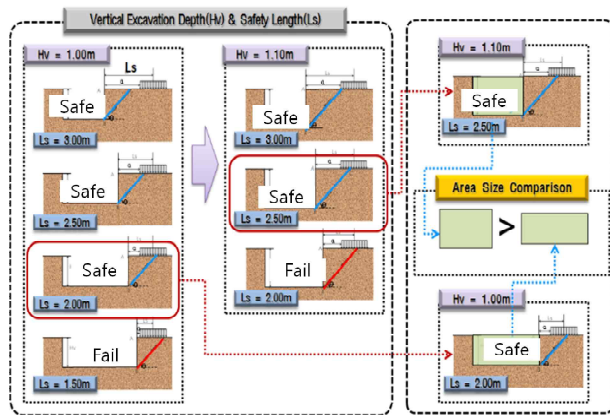 Vertical Excavation Depth(Hv) & Safety Length(Ls)
Hv = 1.00m
Ls
Safe
Ls = 3.00m
Safe
Ls = 2.50m
Safe
Ls = 2.00m
Fail
Ls = 1.50m
Hv = 1.10m
Safe
Ls = 3.00m
Safe
Ls = 2.50m
Fail
Ls = 2.00m
Hv = 1.10m
Safe
Ls = 2.50m
Area Size Comparison
>
Hv = 1.00m
Safe
Ls = 2.00m